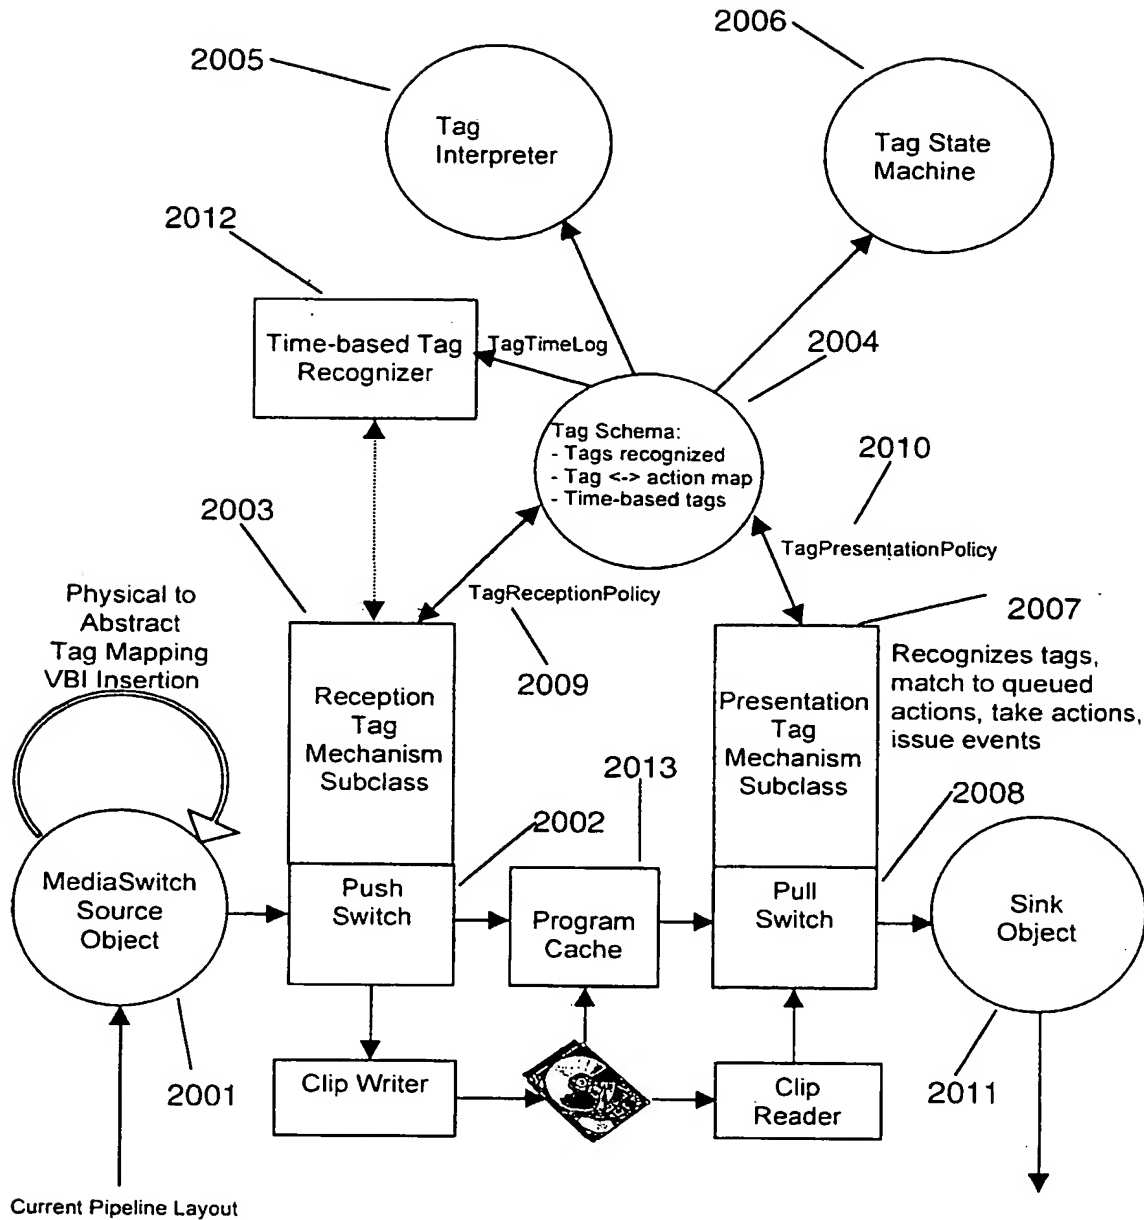 2006
2005
Tag
Interpreter
Tag State
Machine
2012
Time-based Tag
Recognizer
TagTimeLog
2004
Tag Schema:
- Tags recognized
- Tag <-> action map
- Time-based tags
2010
2003
TagPresentationPolicy
TagReceptionPolicy
Physical to
Abstract
Tag Mapping
VBI Insertion
2007
2009
Recognizes tags,
match to queued
actions, take actions,
issue events
Reception
Tag
Mechanism
Subclass
Presentation
Tag
Mechanism
Subclass
2013
2008
2002
MediaSwitch
Source
Object
Push
Switch
Program
Cache
Pull
Switch
Sink
Object
Clip Writer
Clip
Reader
2001
2011
Current Pipeline Layout